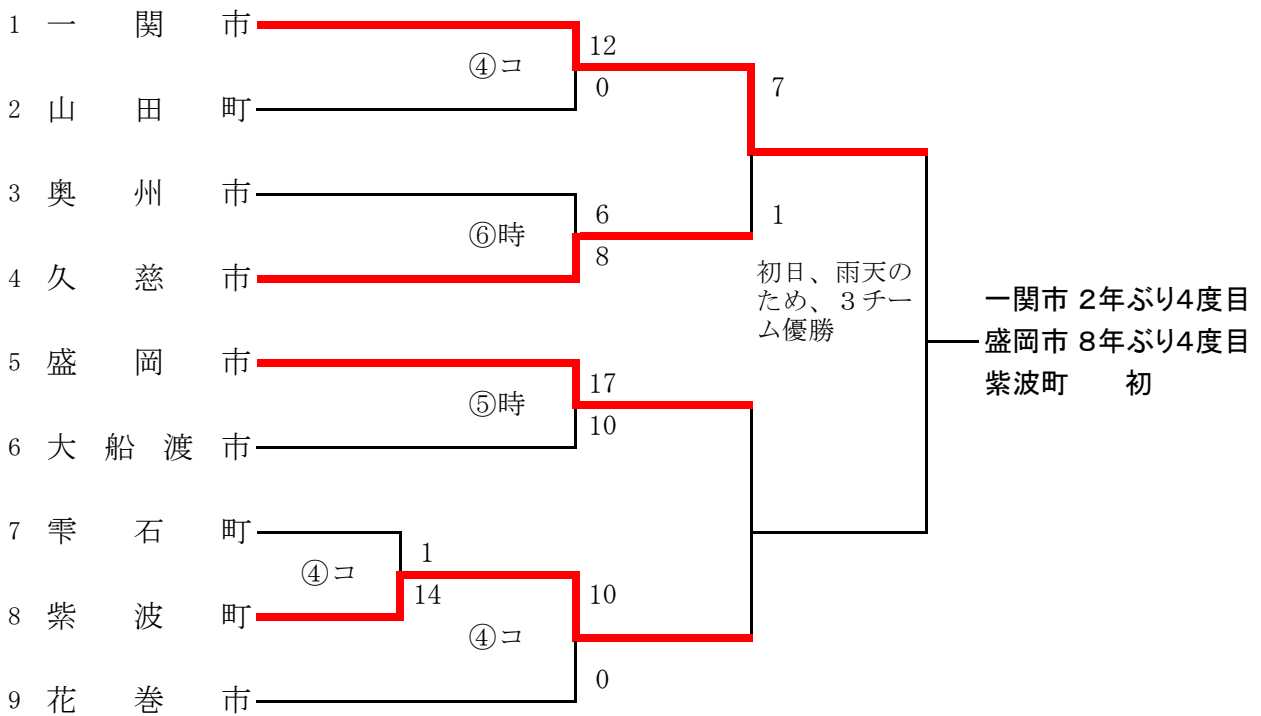 1 一関市
12
④コ
0
7
2 山田町
3 奥州市
6
1
⑥時
8
4 久慈市
初日、雨天の
ため、3チー
ム優勝
一関市 2年ぶり4度目
盛岡市 8年ぶり4度目
紫波町 初
5 盛岡市
17
⑤時
10
6 大船渡市
7 雫石町
1
④コ
14
10
8 紫波町
④コ
0
9 花巻市